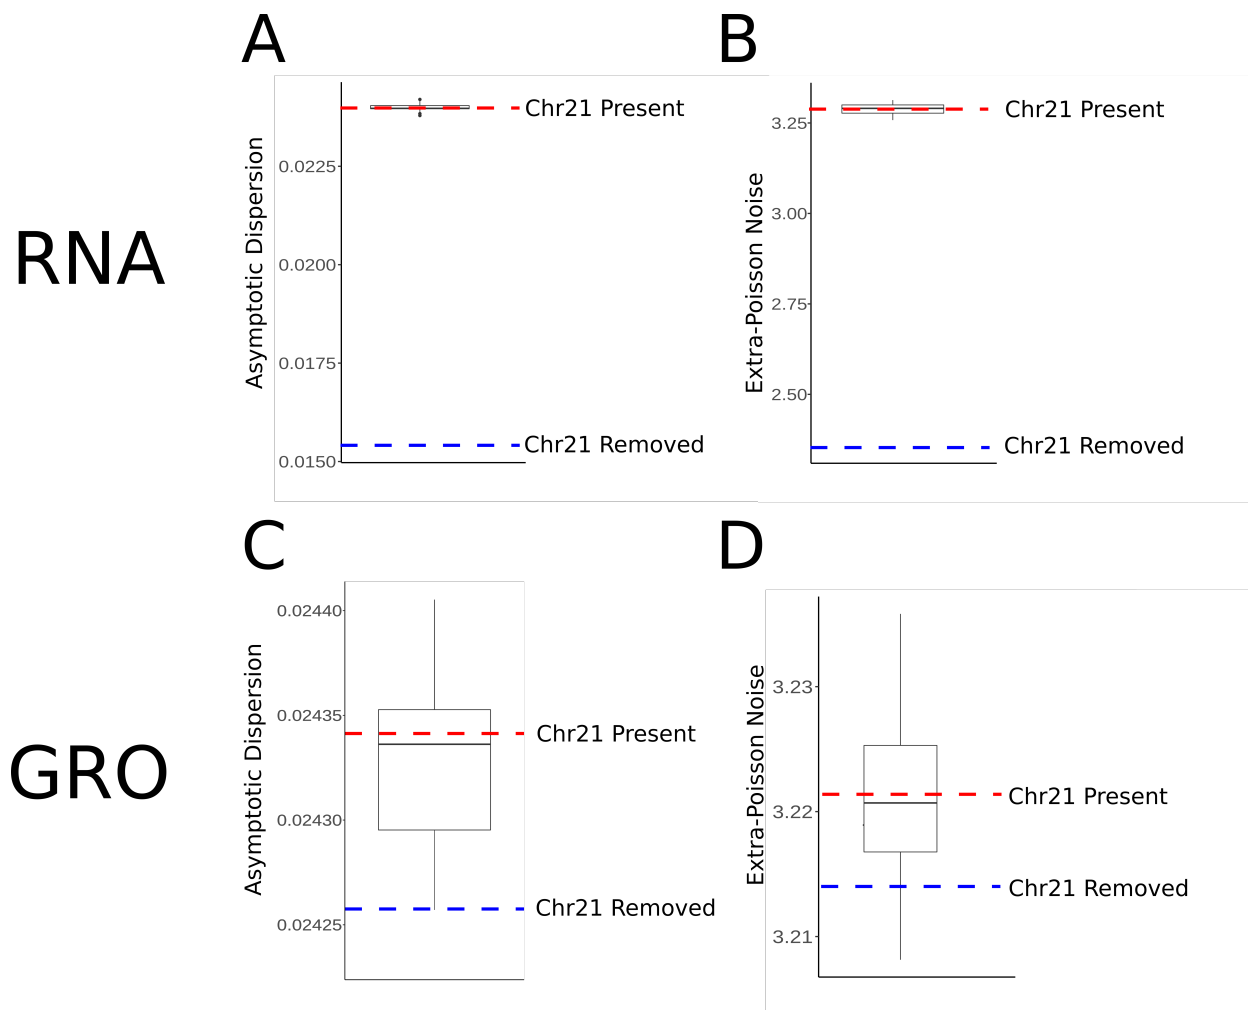 A
B
RNA
Asymptotic Dispersion
0.0225
0.0200
0.0175
0.0150
Chr21 Present
Chr21 Removed
Extra-Poisson Noise
3.25
3.00
2.75
2.50
Chr21 Present
Chr21 Removed
C
D
GRO
Asymptotic Dispersion
0.02440
0.02435
0.02430
0.02425
Chr21 Present
Chr21 Removed
Extra-Poisson Noise
3.23
3.22
3.21
Chr21 Present
Chr21 Removed